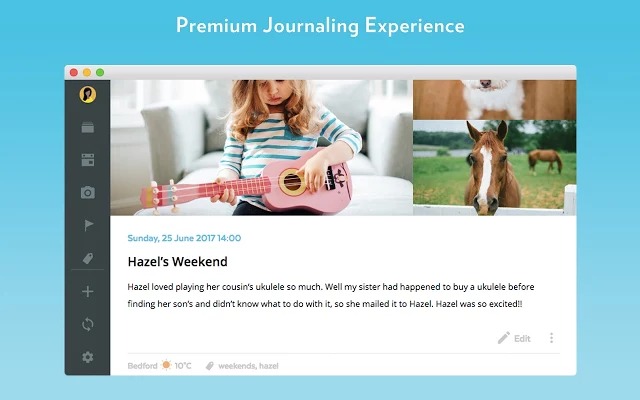 Premium Journaling Experience
Sunday, 25 June 2017 14:00
Hazel's Weekend
Hazel loved playing her cousin's ukulele so much. Well my sister had happened to buy a ukulele before
finding her son's and didn't know what to do with it, so she mailed it to Hazel. Hazel was so excited!!
Edit
Bedford 10°C weekends, hazel